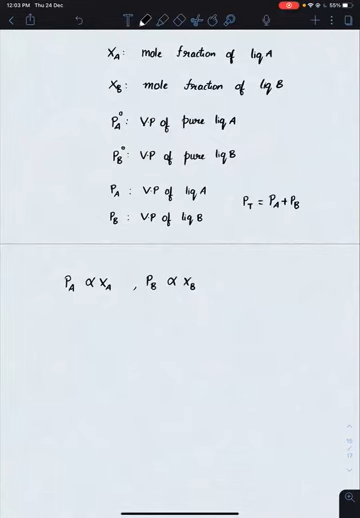 12:03 PM Thu 24 Dec
55%
X_A: mole fraction of liq A
X_B: mole fraction of liq B
P_A^o : V.P of pure liq A
P_B^o : V.P of pure liq B
P_A : V.P of liq A
P_B : V.P of liq B
P_T = P_A + P_B
P_A ∝ X_A , P_B ∝ X_B